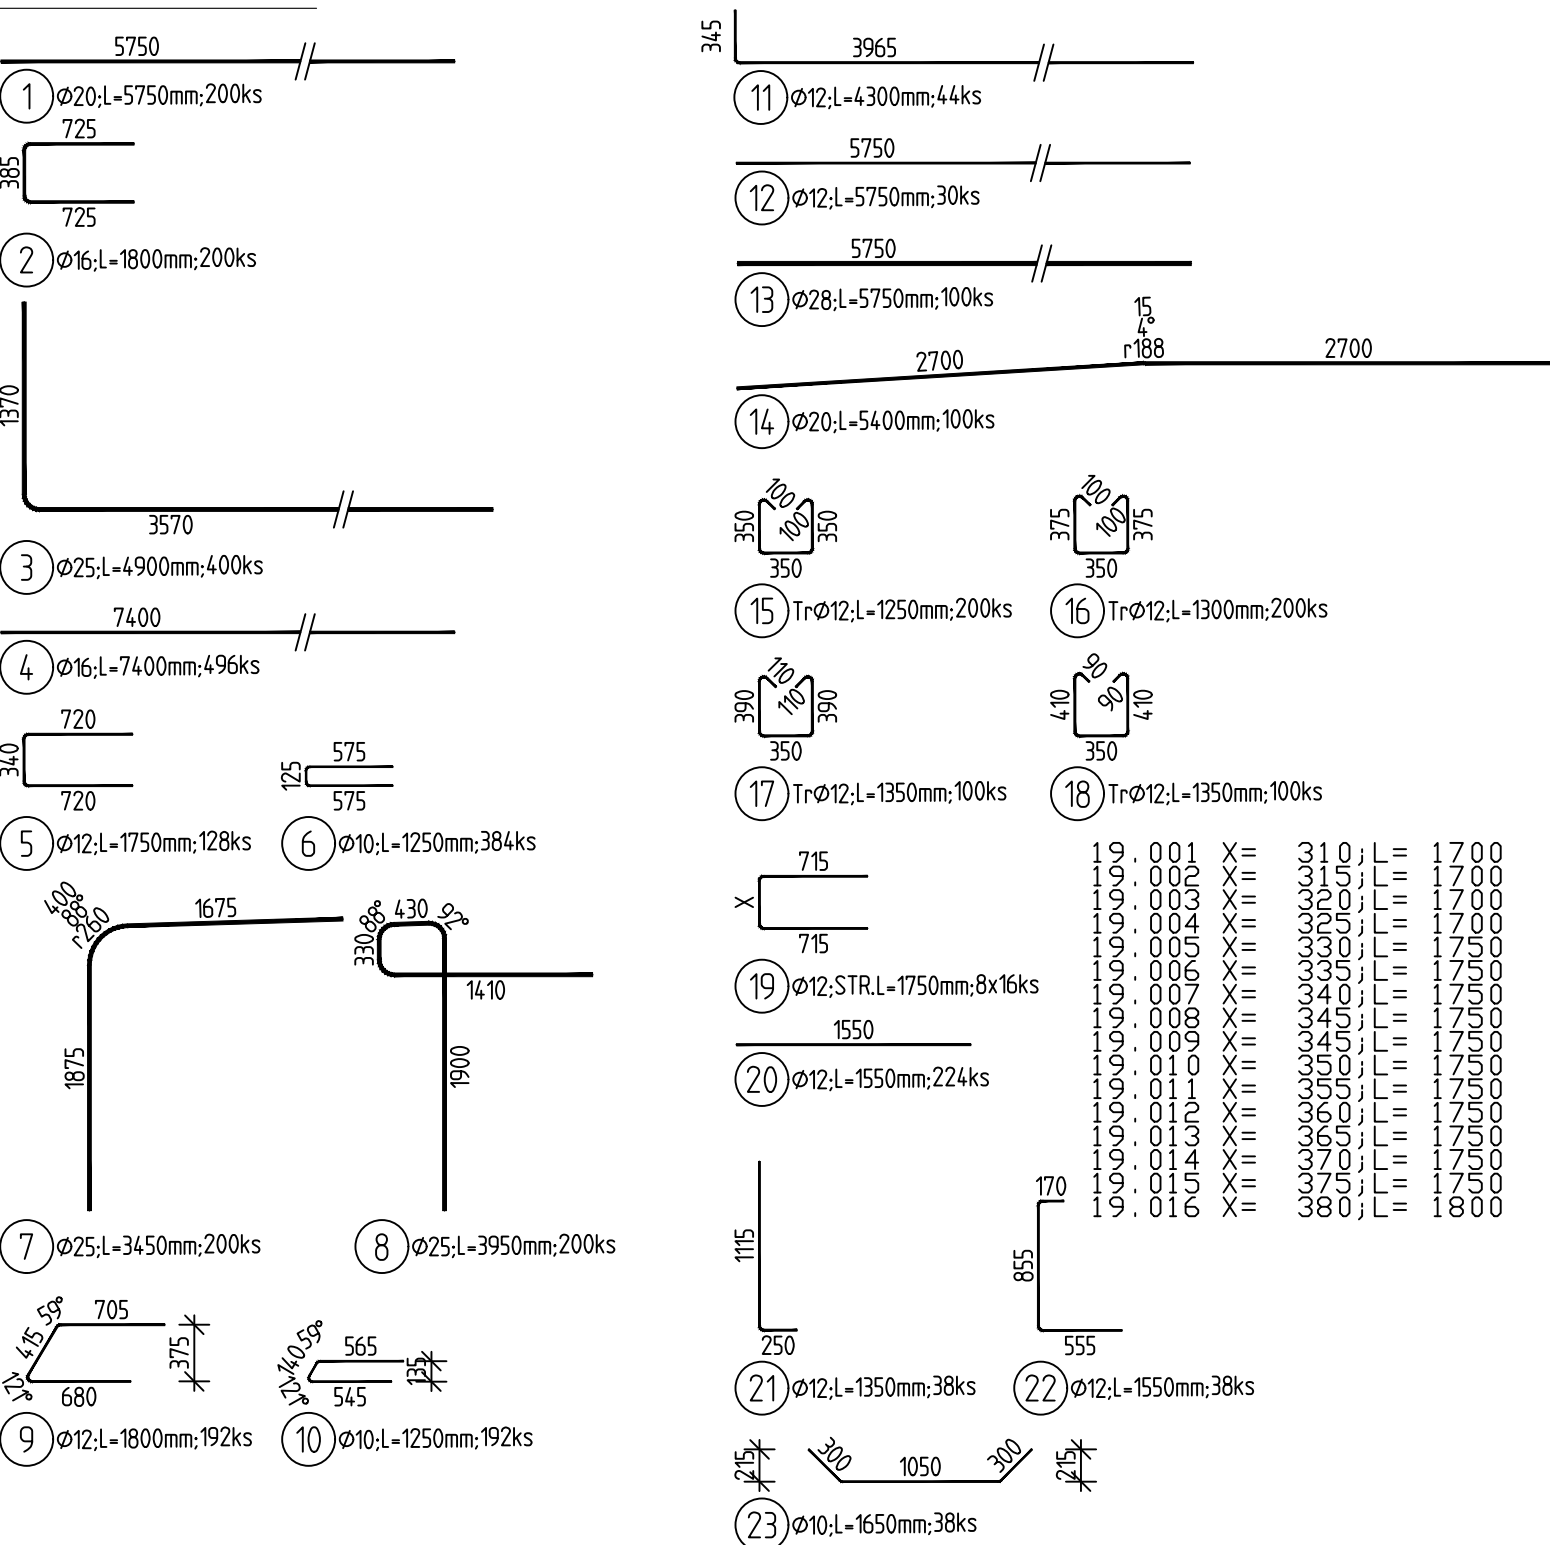 5750
1 Ø20;L=5750mm;200ks
725
385
725
2 Ø16;L=1800mm;200ks
1370
3570
3 Ø25;L=4900mm;400ks
7400
4 Ø16;L=7400mm;496ks
720
340
720
5 Ø12;L=1750mm;128ks
575
125
575
6 Ø10;L=1250mm;384ks
400
88°
r260
1675
1875
7 Ø25;L=3450mm;200ks
88°
430
92°
330
1410
1900
8 Ø25;L=3950mm;200ks
59°
705
415
375
121°
680
9 Ø12;L=1800mm;192ks
59°
565
140
135
121°
545
10 Ø10;L=1250mm;192ks
345
3965
11 Ø12;L=4300mm;44ks
5750
12 Ø12;L=5750mm;30ks
5750
13 Ø28;L=5750mm;100ks
15
4°
r188
2700
2700
14 Ø20;L=5400mm;100ks
100
350
100
350
350
15 TrØ12;L=1250mm;200ks
100
375
100
375
350
16 TrØ12;L=1300mm;200ks
110
390
110
390
350
17 TrØ12;L=1350mm;100ks
90
410
90
410
350
18 TrØ12;L=1350mm;100ks
715
X
715
19 Ø12;STR.L=1750mm;8x16ks
19.001 X= 310;L= 1700
19.002 X= 315;L= 1700
19.003 X= 320;L= 1700
19.004 X= 325;L= 1700
19.005 X= 330;L= 1750
19.006 X= 335;L= 1750
19.007 X= 340;L= 1750
19.008 X= 345;L= 1750
19.009 X= 345;L= 1750
19.010 X= 350;L= 1750
19.011 X= 355;L= 1750
19.012 X= 360;L= 1750
19.013 X= 365;L= 1750
19.014 X= 370;L= 1750
19.015 X= 375;L= 1750
19.016 X= 380;L= 1800
1550
20 Ø12;L=1550mm;224ks
1115
250
21 Ø12;L=1350mm;38ks
170
855
555
22 Ø12;L=1550mm;38ks
215
300
1050
300
215
23 Ø10;L=1650mm;38ks